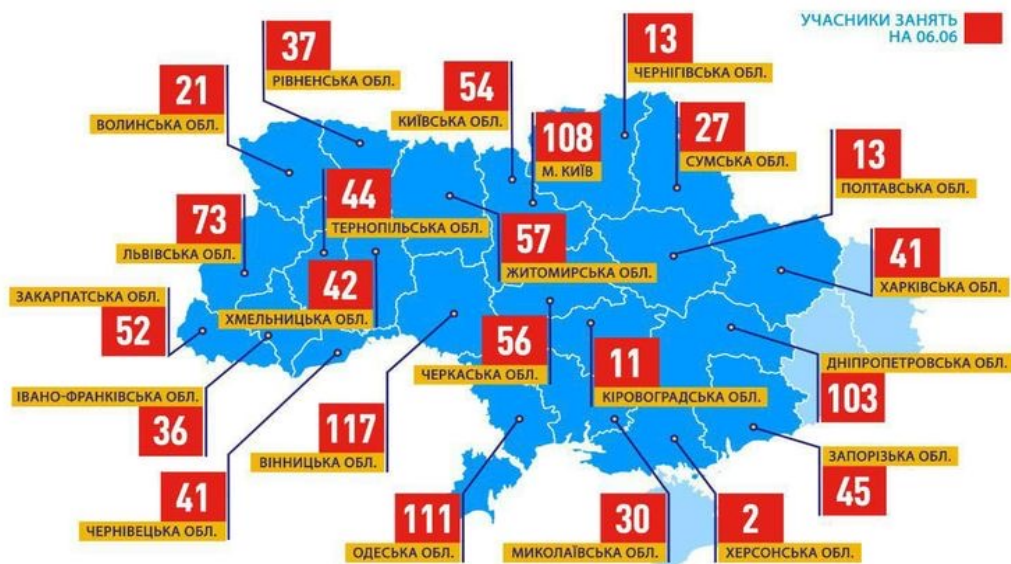 УЧАСНИКИ ЗАНЯТЬ
НА 06.06
37
РІВНЕНСЬКА ОБЛ.
13
ЧЕРНІГІВСЬКА ОБЛ.
21
ВОЛИНСЬКА ОБЛ.
54
КИЇВСЬКА ОБЛ.
108
М. КИЇВ
27
СУМСЬКА ОБЛ.
13
ПОЛТАВСЬКА ОБЛ.
73
ЛЬВІВСЬКА ОБЛ.
44
ТЕРНОПІЛЬСЬКА ОБЛ.
57
ЖИТОМИРСЬКА ОБЛ.
41
ХАРКІВСЬКА ОБЛ.
ЗАКАРПАТСЬКА ОБЛ.
52
42
ХМЕЛЬНИЦЬКА ОБЛ.
56
ЧЕРКАСЬКА ОБЛ.
11
КІРОВОГРАДСЬКА ОБЛ.
ДНІПРОПЕТРОВСЬКА ОБЛ.
103
ІВАНО-ФРАНКІВСЬКА ОБЛ.
36
117
ВІННИЦЬКА ОБЛ.
ЗАПОРІЗЬКА ОБЛ.
45
41
ЧЕРНІВЕЦЬКА ОБЛ.
111
ОДЕСЬКА ОБЛ.
30
МИКОЛАЇВСЬКА ОБЛ.
2
ХЕРСОНСЬКА ОБЛ.